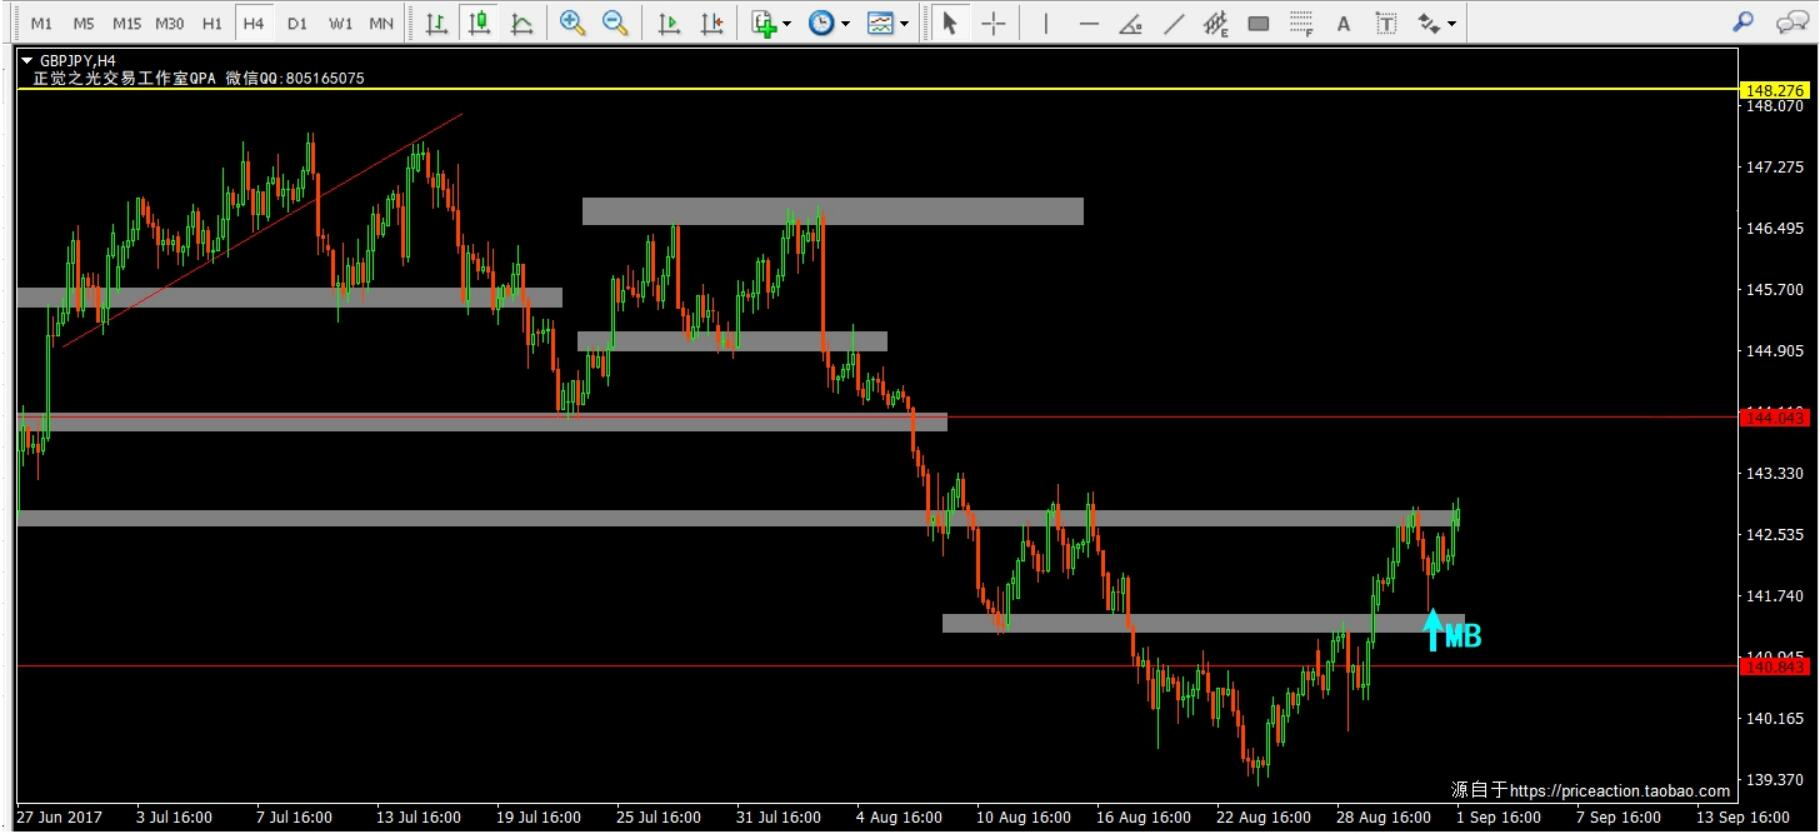 M1 M5 M15 M30 H1 H4 D1 W1 MN E F A T
GBPJPY,H4
正觉之光交易工作室QPA 微信QQ:805165075
148.276
148.070
147.275
146.495
145.700
144.905
144.043
143.330
142.535
141.740
MB
140.945
140.843
140.165
139.370
源自于https://priceaction.taobao.com
27 Jun 2017 3 Jul 16:00 7 Jul 16:00 13 Jul 16:00 19 Jul 16:00 25 Jul 16:00 31 Jul 16:00 4 Aug 16:00 10 Aug 16:00 16 Aug 16:00 22 Aug 16:00 28 Aug 16:00 1 Sep 16:00 7 Sep 16:00 13 Sep 16:00